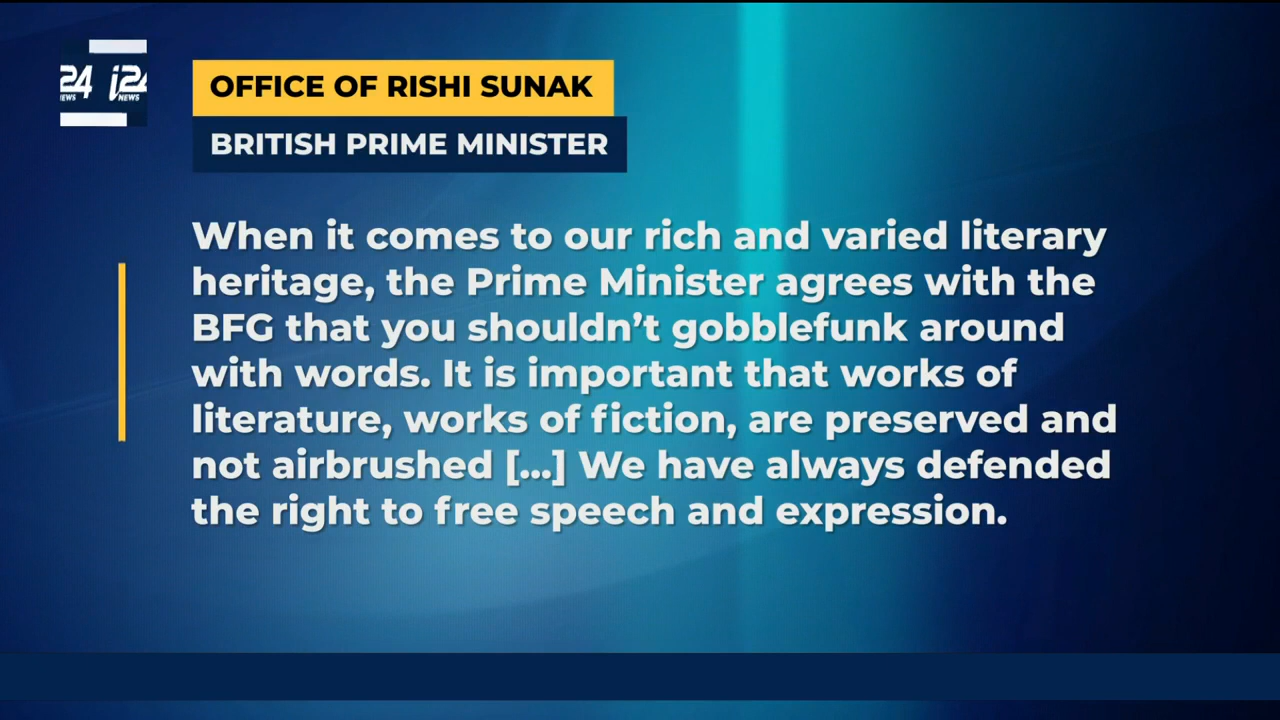 24 i24
NEWS NEWS
OFFICE OF RISHI SUNAK
BRITISH PRIME MINISTER
When it comes to our rich and varied literary
heritage, the Prime Minister agrees with the
BFG that you shouldn’t gobblefunk around
with words. It is important that works of
literature, works of fiction, are preserved and
not airbrushed [...] We have always defended
the right to free speech and expression.